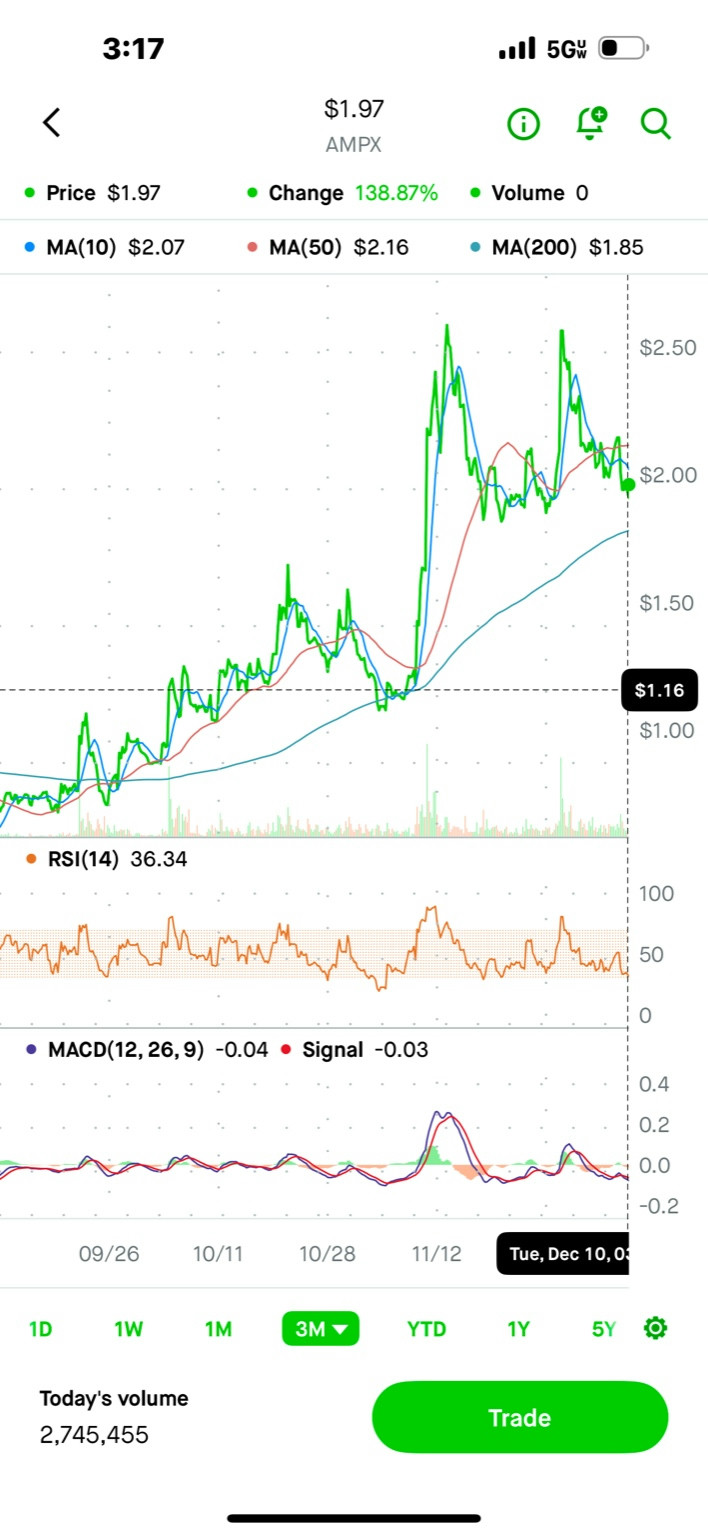 3:17 5GUW
$1.97
AMPX
Price $1.97 Change 138.87% Volume 0
MA(10) $2.07 MA(50) $2.16 MA(200) $1.85
$2.50
$2.00
$1.50
$1.16
$1.00
RSI(14) 36.34
100
50
0
MACD(12, 26, 9) -0.04 Signal -0.03
0.4
0.2
0.0
-0.2
09/26 10/11 10/28 11/12 Tue, Dec 10, 03
1D 1W 1M 3M YTD 1Y 5Y
Today's volume
2,745,455
Trade